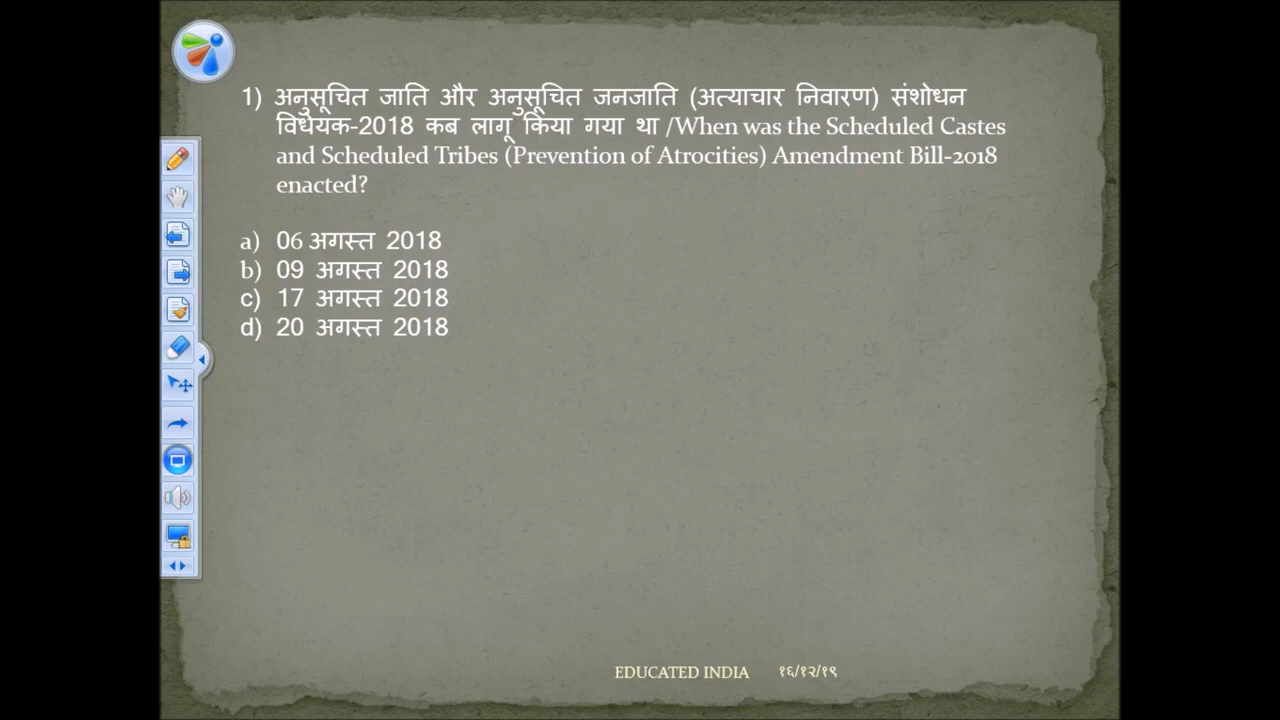 1) अनुसूचित जाति और अनुसूचित जनजाति (अत्याचार निवारण) संशोधन
विधेयक-2018 कब लागू किया गया था /When was the Scheduled Castes
and Scheduled Tribes (Prevention of Atrocities) Amendment Bill-2018
enacted?
a) 06 अगस्त 2018
b) 09 अगस्त 2018
c) 17 अगस्त 2018
d) 20 अगस्त 2018
EDUCATED INDIA १६/१२/१९